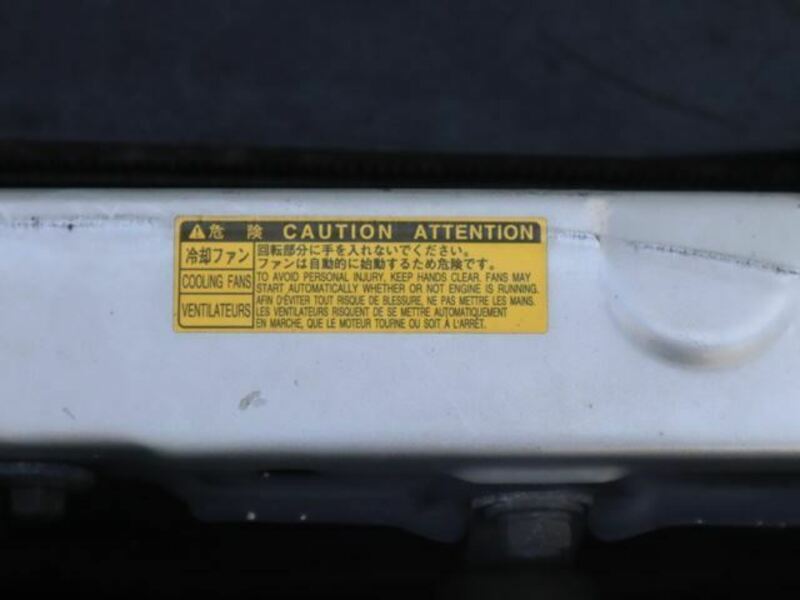 ⚠危 険 CAUTION ATTENTION
冷却ファン
回転部分に手を入れないでください。
ファンは自動的に始動するため危険です。
COOLING FANS
TO AVOID PERSONAL INJURY, KEEP HANDS CLEAR. FANS MAY
START AUTOMATICALLY WHETHER OR NOT ENGINE IS RUNNING.
VENTILATEURS
AFIN D'ÉVITER TOUT RISQUE DE BLESSURE, NE PAS METTRE LES MAINS.
LES VENTILATEURS RISQUENT DE SE METTRE AUTOMATIQUEMENT
EN MARCHE, QUE LE MOTEUR TOURNE OU SOIT À L'ARRÊT.